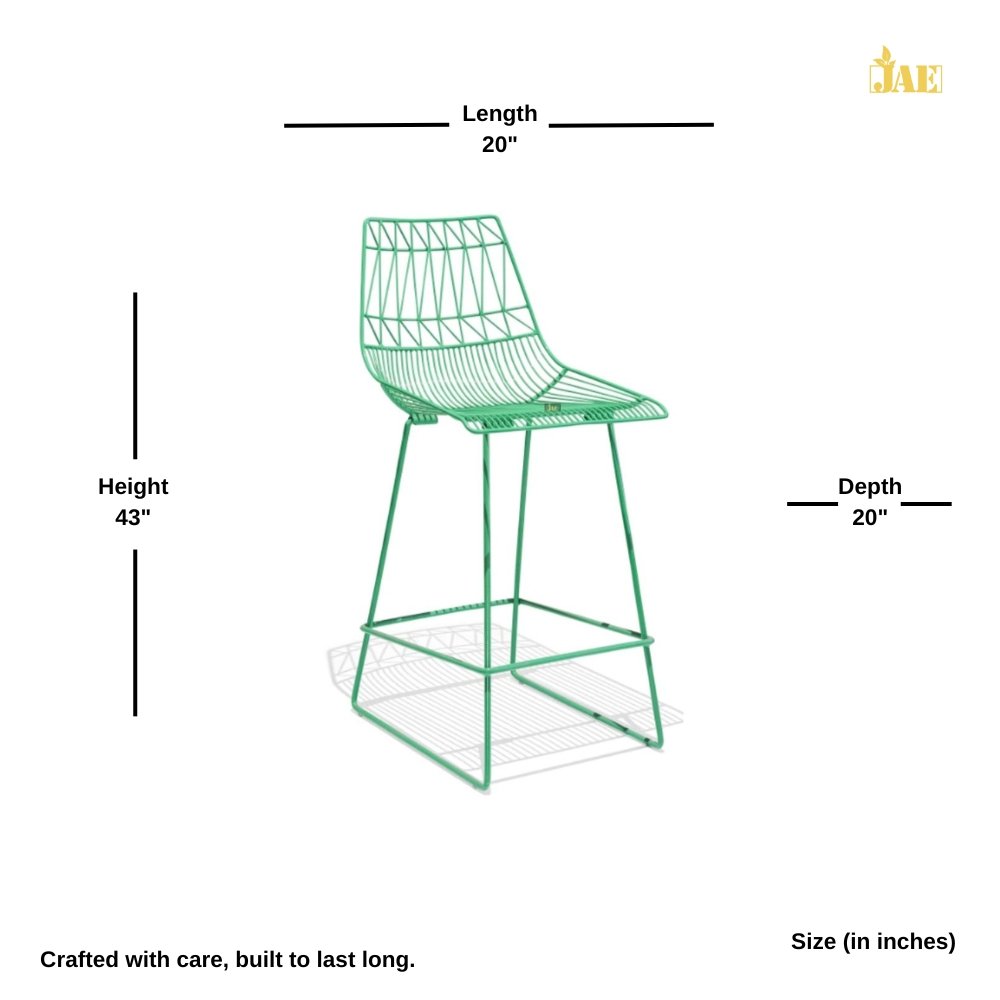 JAE
Length
20"
Height
43"
Depth
20"
Size (in inches)
Crafted with care, built to last long.